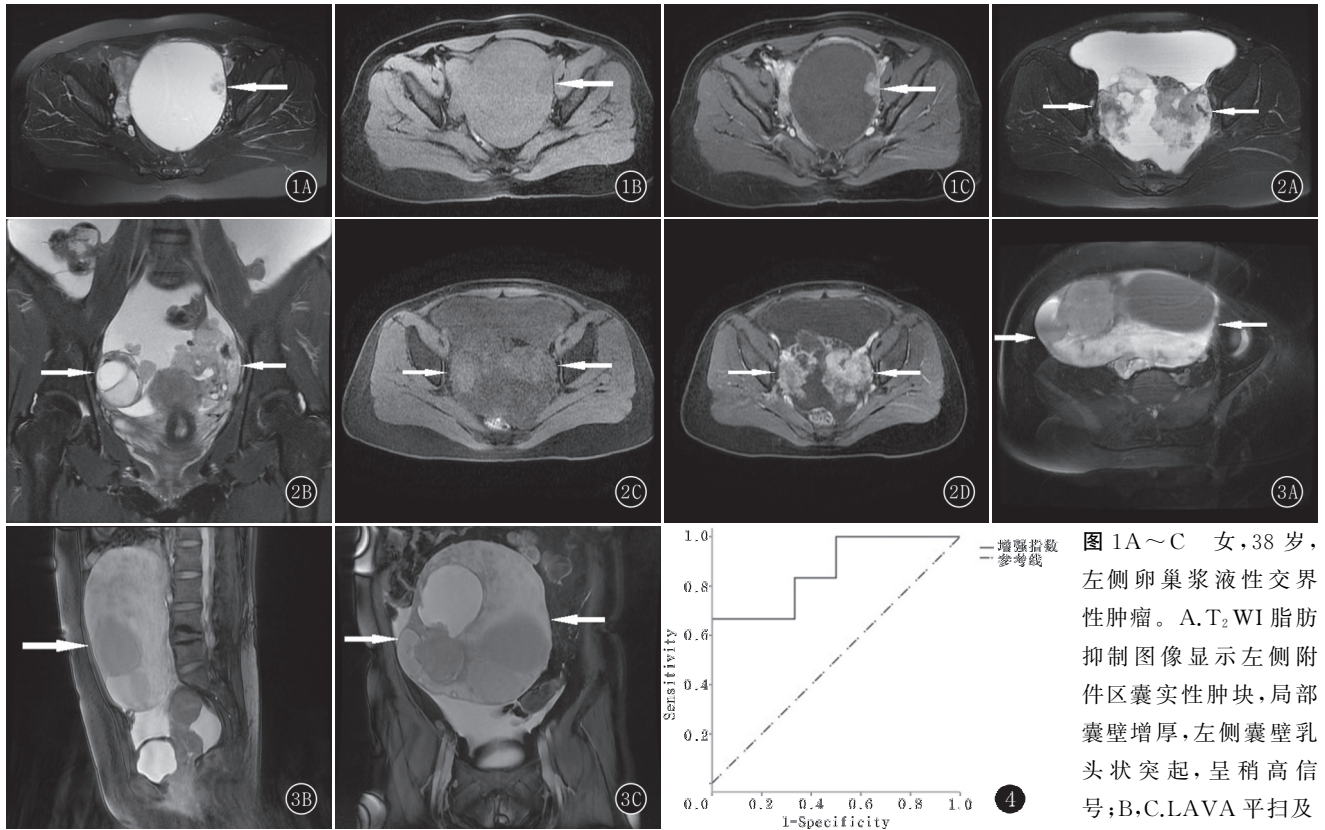 1A
1B
1C
2A
2B
2C
2D
3A
3B
3C
1.0
0.8
0.6
0.4
0.2
0.0
0.2
0.4
0.6
0.8
1.0
Sensitivity
1-Specificity
增强指数
参考线
4
图 1A～C 女,38 岁,
左侧卵巢浆液性交界
性肿瘤。A.T₂WI 脂肪
抑制图像显示左侧附
件区囊实性肿块,局部
囊壁增厚,左侧囊壁乳
头状突起,呈稍高信
号;B,C.LAVA 平扫及